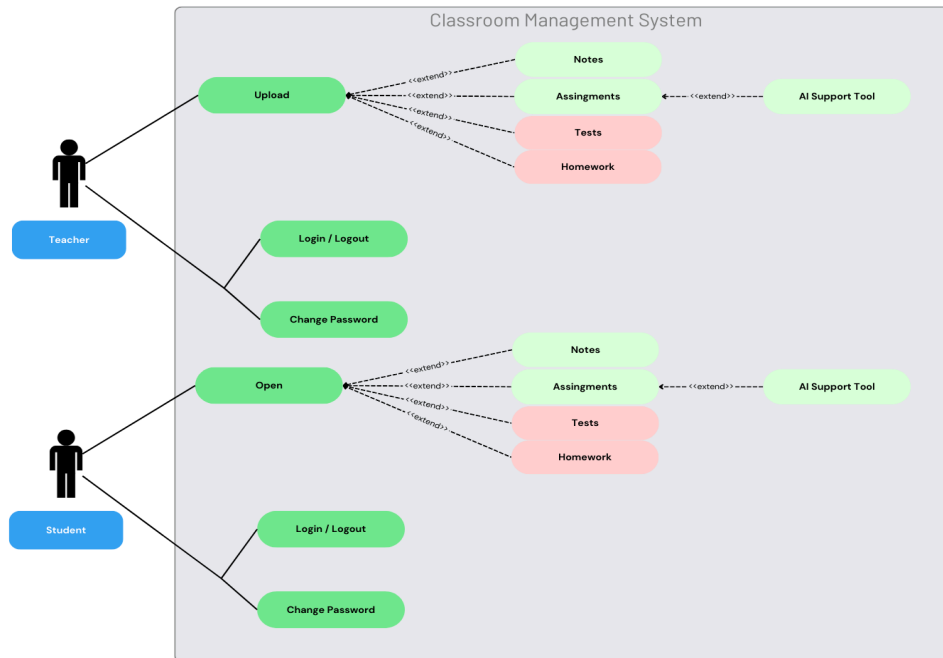 Classroom Management System
Notes
<<extend>>
Upload
<<extend>>
Assingments
<<extend>>
AI Support Tool
<<extend>>
Tests
<<extend>>
Homework
Teacher
Login / Logout
Change Password
Notes
<<extend>>
Open
<<extend>>
Assingments
<<extend>>
AI Support Tool
<<extend>>
Tests
<<extend>>
Homework
Student
Login / Logout
Change Password